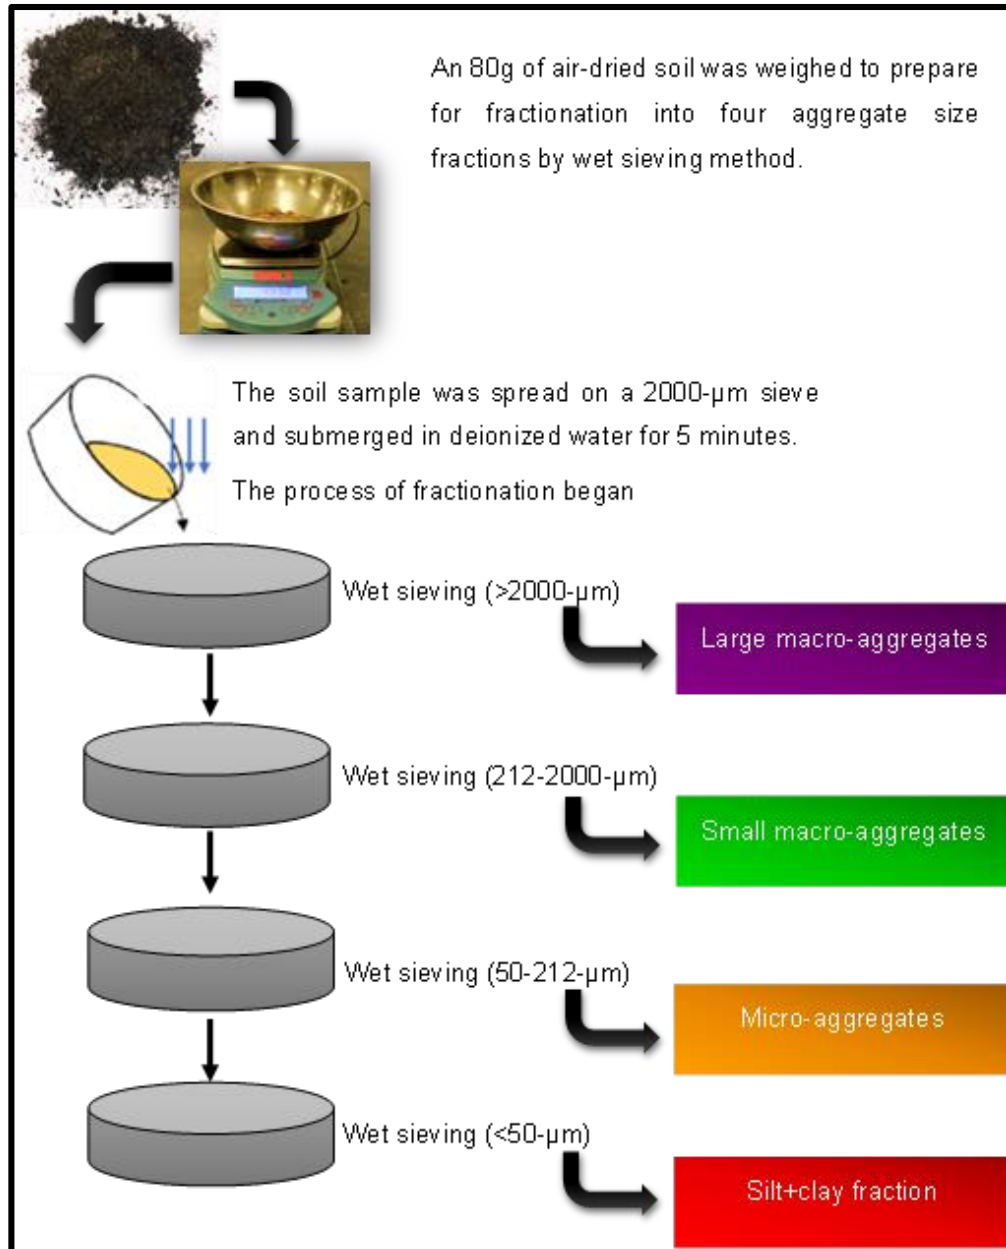 An 80g of air-dried soil was weighed to prepare
for fractionation into four aggregate size
fractions by wet sieving method.
The soil sample was spread on a 2000-µm sieve
and submerged in deionized water for 5 minutes.
The process of fractionation began
Wet sieving (>2000-µm)
Large macro-aggregates
Wet sieving (212-2000-µm)
Small macro-aggregates
Wet sieving (50-212-µm)
Micro-aggregates
Wet sieving (<50-µm)
Silt+clay fraction